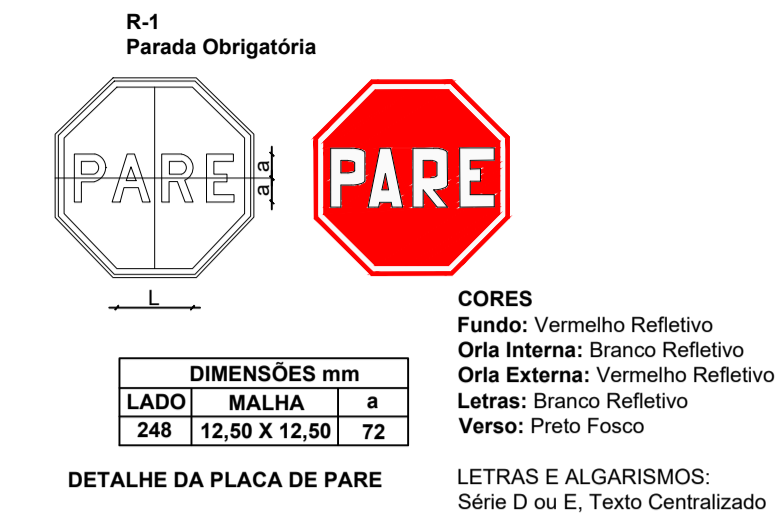 R-1
Parada Obrigatória
PARE
a
a
L
PARE
DIMENSÕES mm
LADO MALHA a
248 12,50 X 12,50 72
DETALHE DA PLACA DE PARE
CORES
Fundo: Vermelho Refletivo
Orla Interna: Branco Refletivo
Orla Externa: Vermelho Refletivo
Letras: Branco Refletivo
Verso: Preto Fosco
LETRAS E ALGARISMOS:
Série D ou E, Texto Centralizado